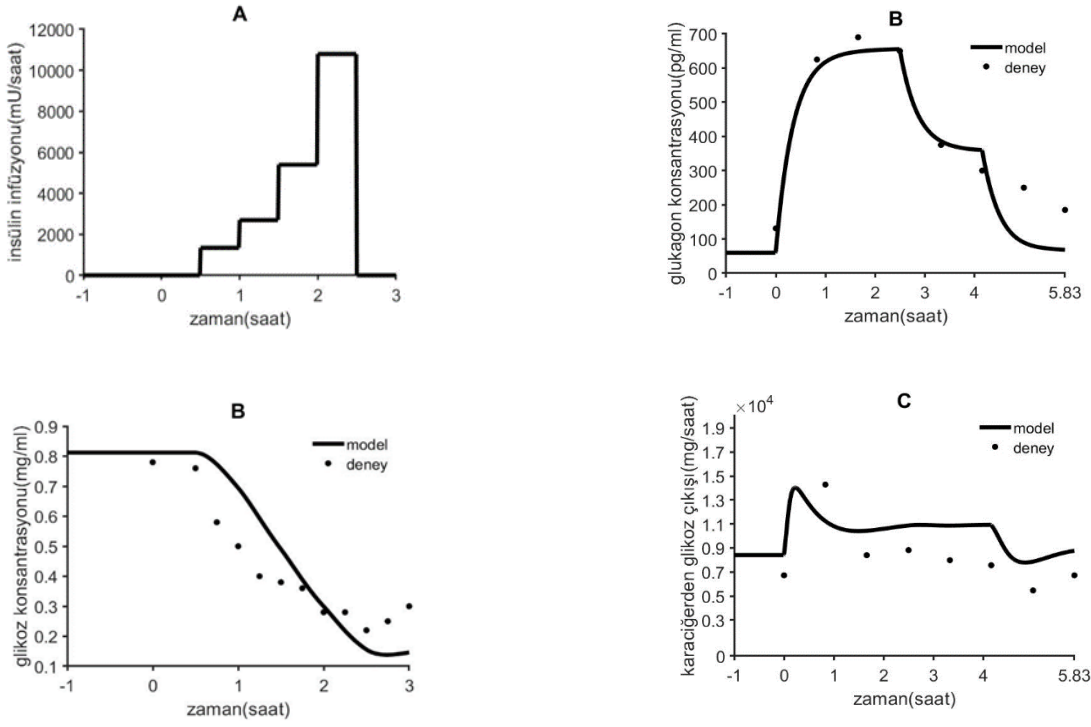 A
insülin infüzyonu(mU/saat)
12000
10000
8000
6000
4000
2000
0
-1 0 1 2 3
zaman(saat)
B
glukagon konsantrasyonu(pg/ml)
700
600
500
400
300
200
100
0
model
deney
-1 0 1 2 3 4 5.83
zaman(saat)
B
glikoz konsantrasyonu(mg/ml)
0.9
0.8
0.7
0.6
0.5
0.4
0.3
0.2
0.1
model
deney
-1 0 1 2 3
zaman(saat)
C
×10⁴
karaciğerden glikoz çıkışı(mg/saat)
1.9
1.7
1.5
1.3
1.1
0.9
0.7
0.5
0.3
0
model
deney
-1 0 1 2 3 4 5.83
zaman(saat)